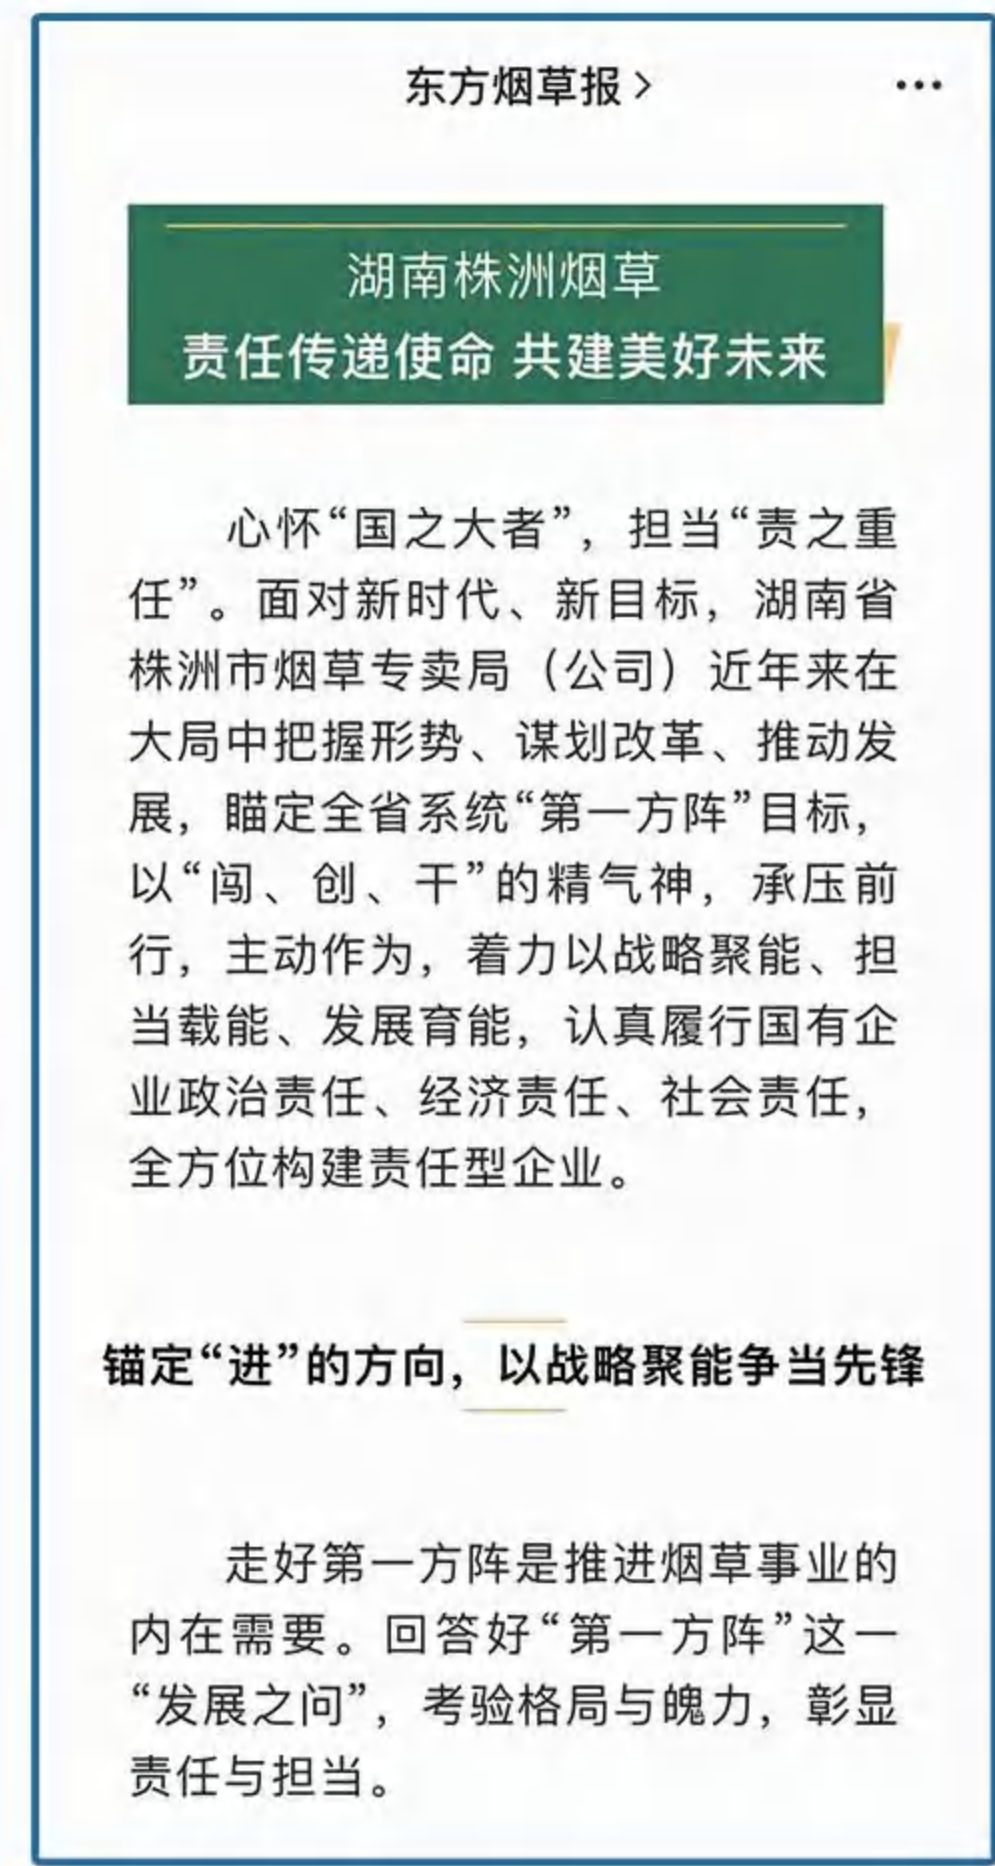 东方烟草报 >
湖南株洲烟草
责任传递使命 共建美好未来
心怀“国之大者”，担当“责之重
任”。面对新时代、新目标，湖南省
株洲市烟草专卖局（公司）近年来在
大局中把握形势、谋划改革、推动发
展，瞄定全省系统“第一方阵”目标，
以“闯、创、干”的精气神，承压前
行，主动作为，着力以战略聚能、担
当载能、发展育能，认真履行国有企
业政治责任、经济责任、社会责任，
全方位构建责任型企业。
锚定“进”的方向，以战略聚能争当先锋
走好第一方阵是推进烟草事业的
内在需要。回答好“第一方阵”这一
“发展之问”，考验格局与魄力，彰显
责任与担当。